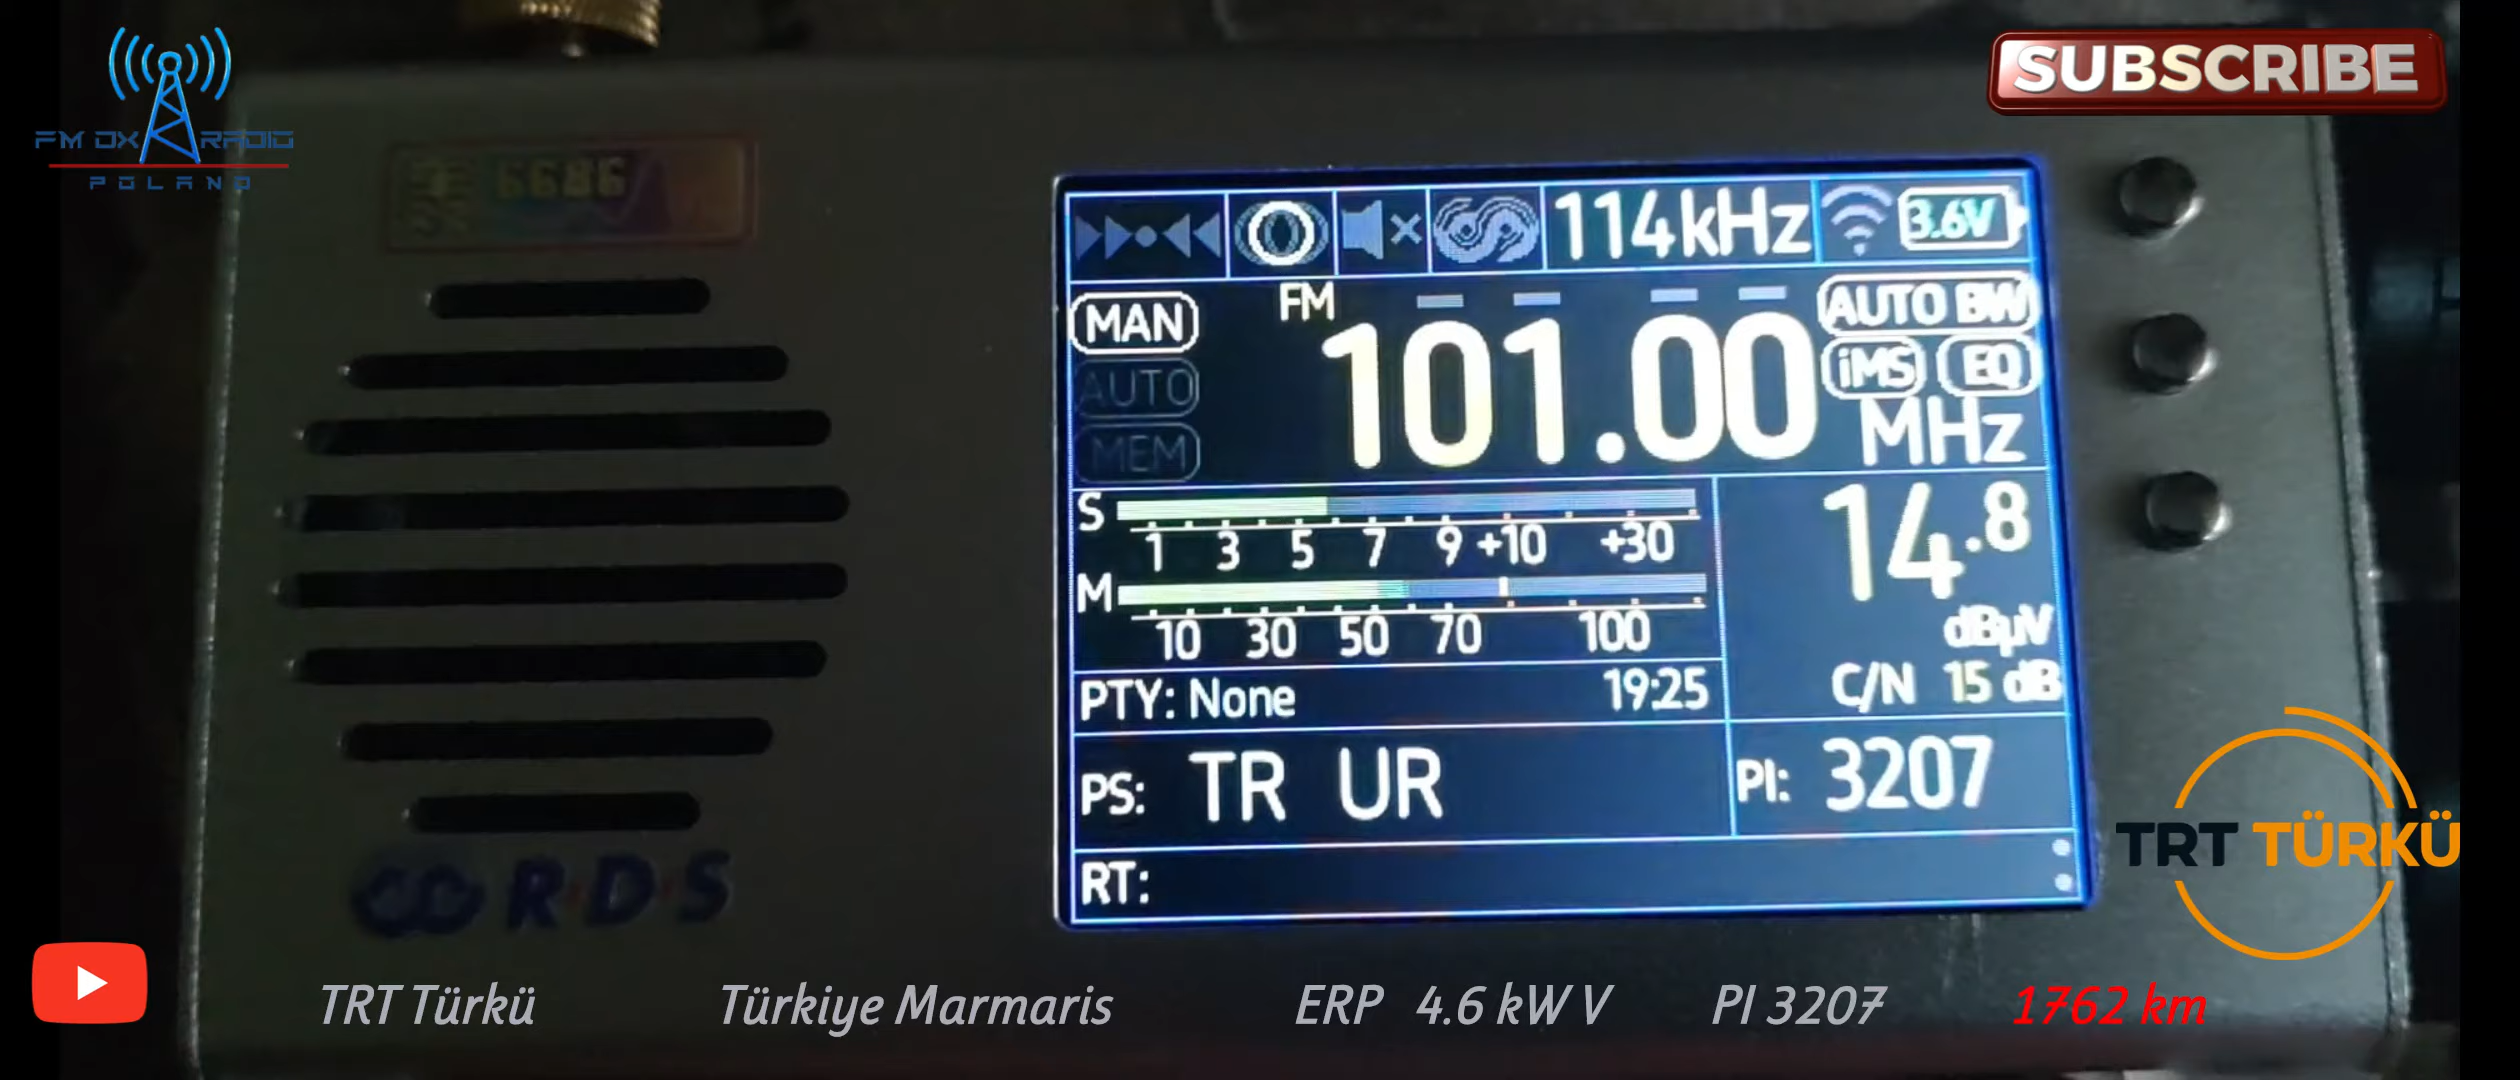 FM DX RADIO
POLAND
SUBSCRIBE
6686
114kHz
3.6V
MAN
FM
AUTO BW
101.00
AUTO
iMS
EQ
MHz
MEM
S
1 3 5 7 9 +10 +30
14.8
M
10 30 50 70 100
dBµV
C/N 15 dB
PTY: None
19:25
PS: TR UR
PI: 3207
RT:
R·D·S
TRT TÜRKÜ
TRT Türkü
Türkiye Marmaris
ERP 4.6 kW V
PI 3207
1762 km